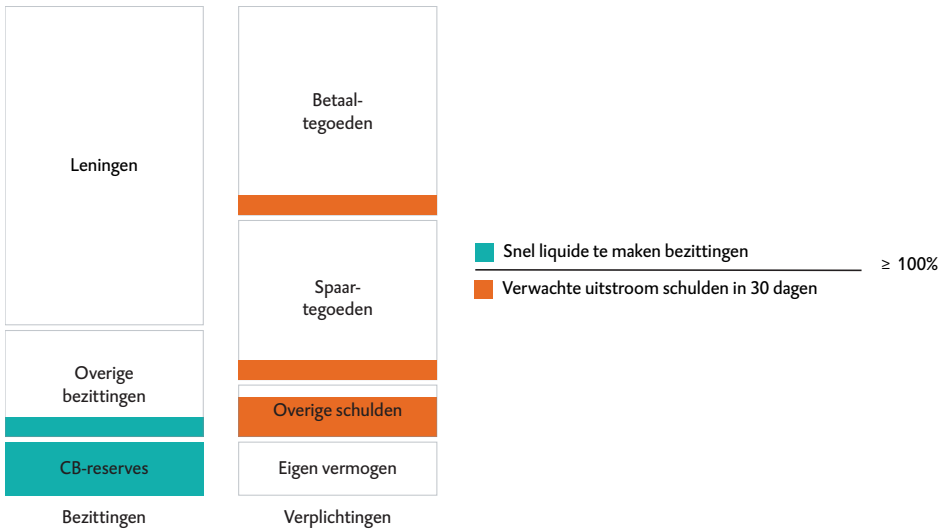 Leningen
Overige
bezittingen
CB-reserves
Bezittingen
Betaal-
tegoeden
Spaar-
tegoeden
Overige schulden
Eigen vermogen
Verplichtingen
Snel liquide te maken bezittingen
Verwachte uitstroom schulden in 30 dagen
≥ 100%